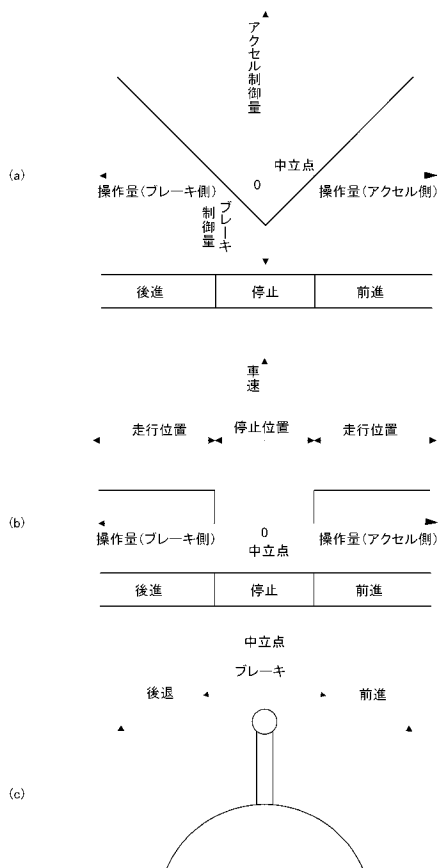 アクセル制御量
(a)
中立点
0
操作量(ブレーキ側)
操作量(アクセル側)
ブレーキ
制御量
後進
停止
前進
車速
走行位置
停止位置
走行位置
(b)
0
操作量(ブレーキ側)
中立点
操作量(アクセル側)
後進
停止
前進
中立点
ブレーキ
後退
前進
(c)